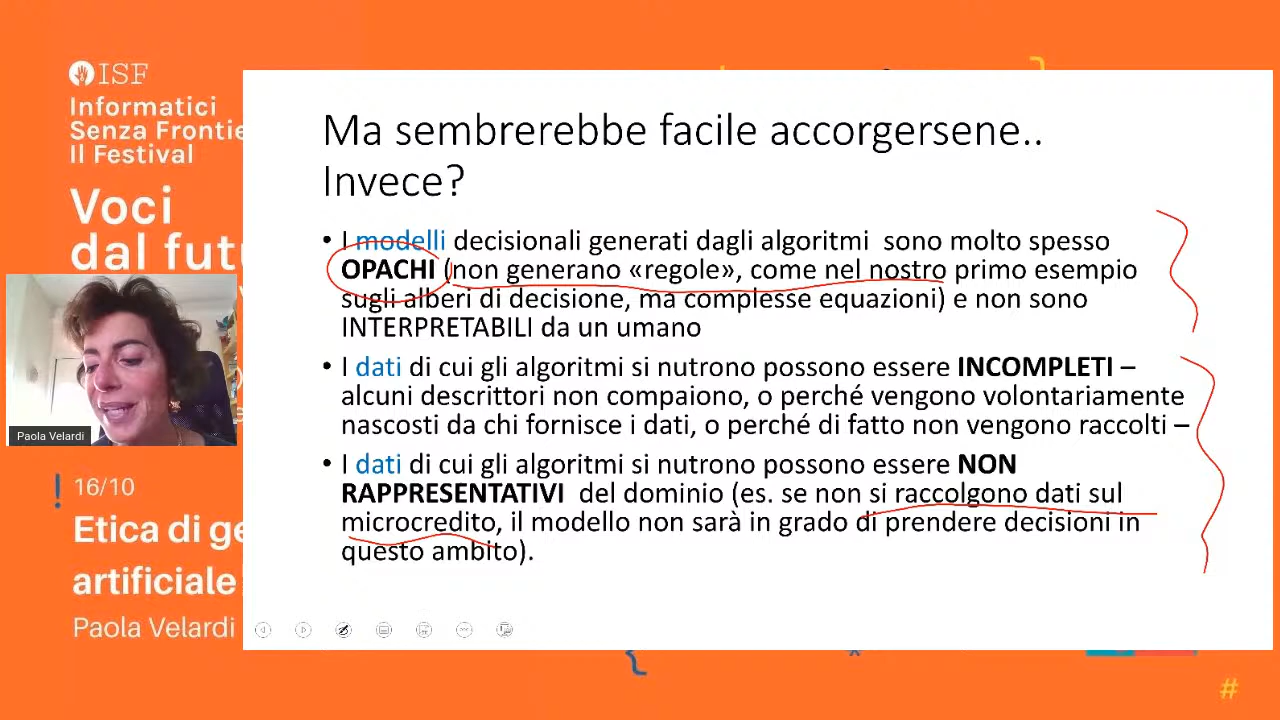 ISF
Informatici
Senza Frontie
Il Festival
Voci
dal futu
Paola Velardi
16/10
Etica di ge
artificiale
Paola Velardi
Ma sembrerebbe facile accorgersene..
Invece?
• I modelli decisionali generati dagli algoritmi sono molto spesso
OPACHI (non generano «regole», come nel nostro primo esempio
sugli alberi di decisione, ma complesse equazioni) e non sono
INTERPRETABILI da un umano
• I dati di cui gli algoritmi si nutrono possono essere INCOMPLETI –
alcuni descrittori non compaiono, o perché vengono volontariamente
nascosti da chi fornisce i dati, o perché di fatto non vengono raccolti –
• I dati di cui gli algoritmi si nutrono possono essere NON
RAPPRESENTATIVI del dominio (es. se non si raccolgono dati sul
microcredito, il modello non sarà in grado di prendere decisioni in
questo ambito).
#